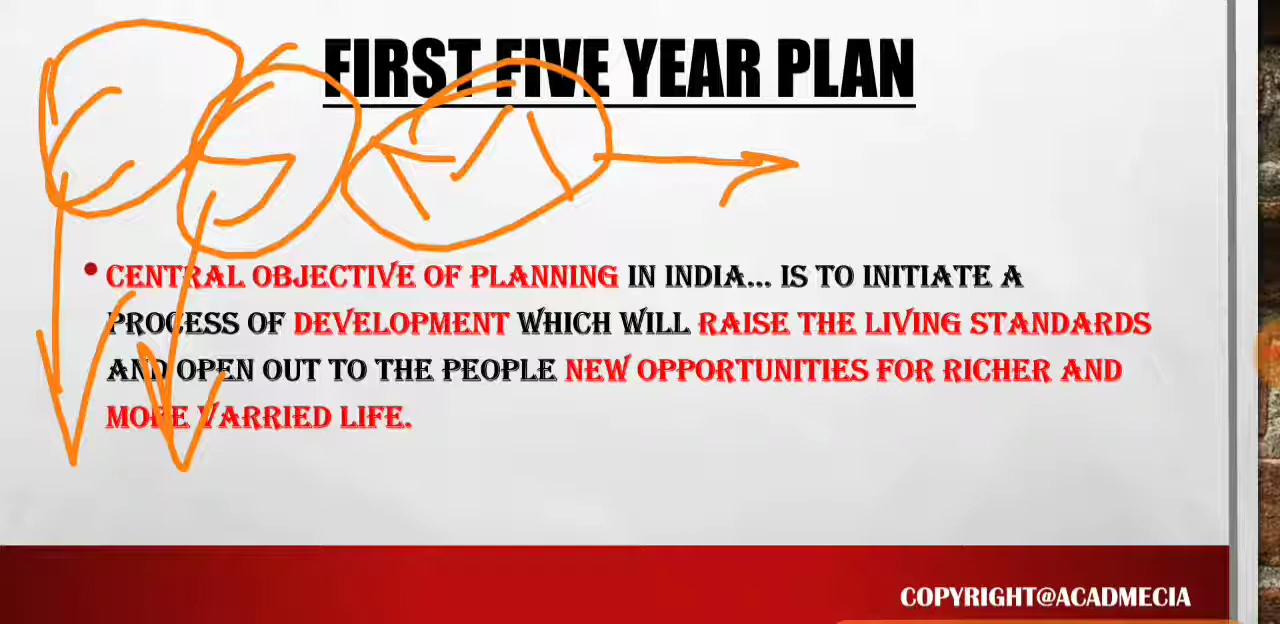 FIRST FIVE YEAR PLAN
• CENTRAL OBJECTIVE OF PLANNING IN INDIA... IS TO INITIATE A
PROCESS OF DEVELOPMENT WHICH WILL RAISE THE LIVING STANDARDS
AND OPEN OUT TO THE PEOPLE NEW OPPORTUNITIES FOR RICHER AND
MORE VARRIED LIFE.
COPYRIGHT@ACADMECIA